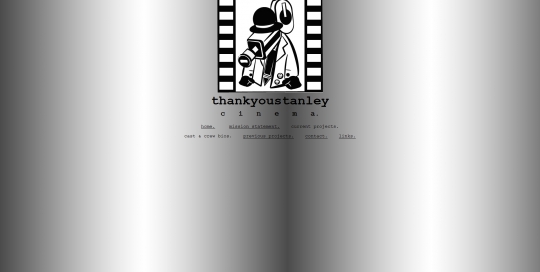 thankyoustanley
c i n e m a.
home. mission statement. current projects.
cast & crew bios. previous projects. contact. links.